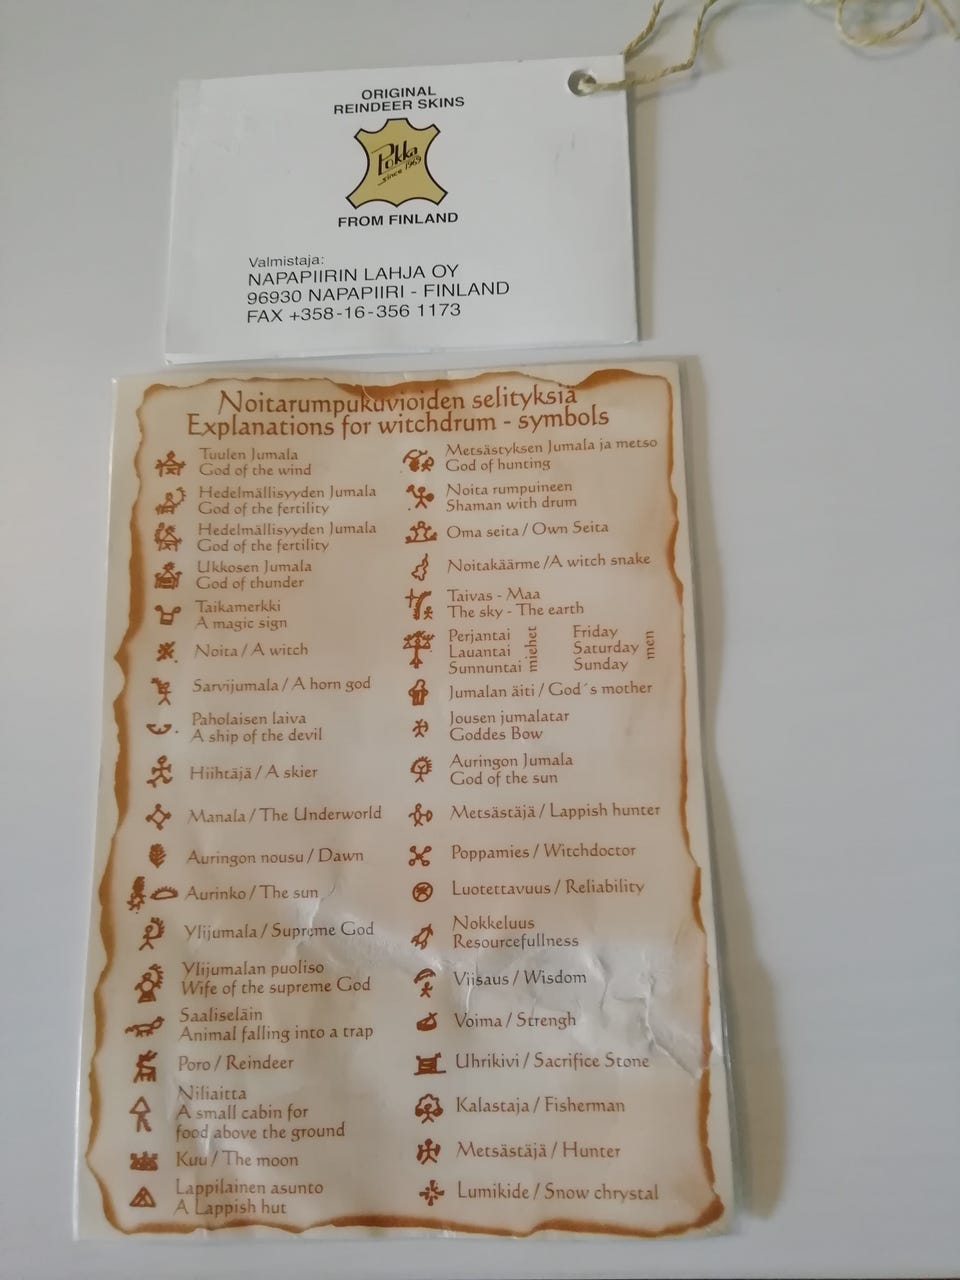 ORIGINAL
REINDEER SKINS
Pokka
since 1969
FROM FINLAND
Valmistaja:
NAPAPIIRIN LAHJA OY
96930 NAPAPIIRI - FINLAND
FAX +358-16-356 1173
Noitarumpukuvioiden selityksiä
Explanations for witchdrum - symbols
Tuulen Jumala
God of the wind
Hedelmällisyyden Jumala
God of the fertility
Hedelmällisyyden Jumala
God of the fertility
Ukkosen Jumala
God of thunder
Taikamerkki
A magic sign
Noita / A witch
Sarvijumala / A horn god
Paholaisen laiva
A ship of the devil
Hiihtäjä / A skier
Manala / The Underworld
Auringon nousu / Dawn
Aurinko / The sun
Ylijumala / Supreme God
Ylijumalan puoliso
Wife of the supreme God
Saaliseläin
Animal falling into a trap
Poro / Reindeer
Niliaitta
A small cabin for
food above the ground
Kuu / The moon
Lappilainen asunto
A Lappish hut
Metsästyksen Jumala ja metso
God of hunting
Noita rumpuineen
Shaman with drum
Oma seita / Own Seita
Noitakäärme / A witch snake
Taivas - Maa
The sky - The earth
Perjantai
Lauantai
Sunnuntai
miehet
Friday
Saturday
Sunday
men
Jumalan äiti / God´s mother
Jousen jumalatar
Goddes Bow
Auringon Jumala
God of the sun
Metsästäjä / Lappish hunter
Poppamies / Witchdoctor
Luotettavuus / Reliability
Nokkeluus
Resourcefullness
Viisaus / Wisdom
Voima / Strengh
Uhrikivi / Sacrifice Stone
Kalastaja / Fisherman
Metsästäjä / Hunter
Lumikide / Snow chrystal